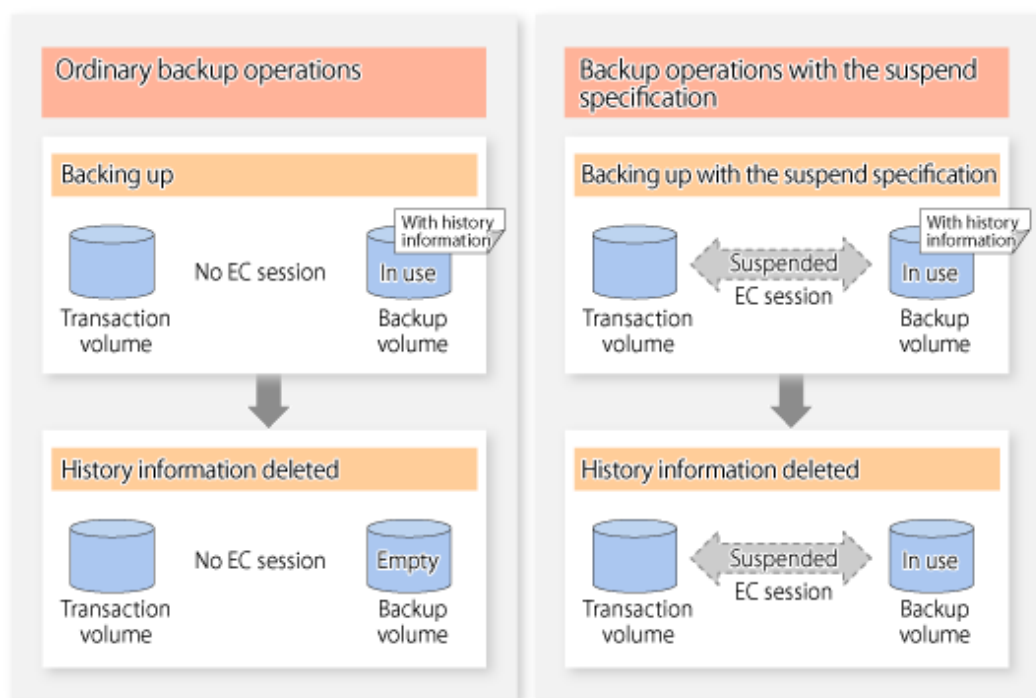 Ordinary backup operations
Backing up
With history
information
No EC session
In use
Transaction
volume
Backup
volume
History information deleted
No EC session
Empty
Transaction
volume
Backup
volume
Backup operations with the suspend
specification
Backing up with the suspend specification
With history
information
Suspended
EC session
In use
Transaction
volume
Backup
volume
History information deleted
Suspended
EC session
In use
Transaction
volume
Backup
volume